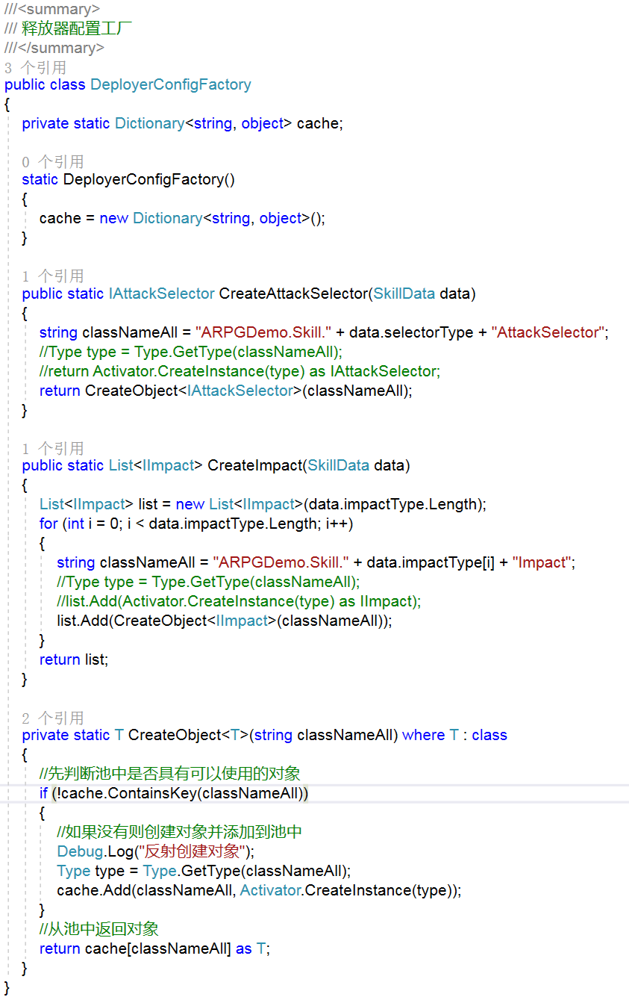 ///<summary>
/// 释放器配置工厂
///</summary>
3 个引用
public class DeployerConfigFactory
{
private static Dictionary<string, object> cache;
0 个引用
static DeployerConfigFactory()
{
cache = new Dictionary<string, object>();
}
1 个引用
public static IAttackSelector CreateAttackSelector(SkillData data)
{
string classNameAll = "ARPGDemo.Skill." + data.selectorType + "AttackSelector";
//Type type = Type.GetType(classNameAll);
//return Activator.CreateInstance(type) as IAttackSelector;
return CreateObject<IAttackSelector>(classNameAll);
}
1 个引用
public static List<IImpact> CreateImpact(SkillData data)
{
List<IImpact> list = new List<IImpact>(data.impactType.Length);
for (int i = 0; i < data.impactType.Length; i++)
{
string classNameAll = "ARPGDemo.Skill." + data.impactType[i] + "Impact";
//Type type = Type.GetType(classNameAll);
//list.Add(Activator.CreateInstance(type) as IImpact);
list.Add(CreateObject<IImpact>(classNameAll));
}
return list;
}
2 个引用
private static T CreateObject<T>(string classNameAll) where T : class
{
//先判断池中是否具有可以使用的对象
if (!cache.ContainsKey(classNameAll))
{
//如果没有则创建对象并添加到池中
Debug.Log("反射创建对象");
Type type = Type.GetType(classNameAll);
cache.Add(classNameAll, Activator.CreateInstance(type));
}
//从池中返回对象
return cache[classNameAll] as T;
}
}